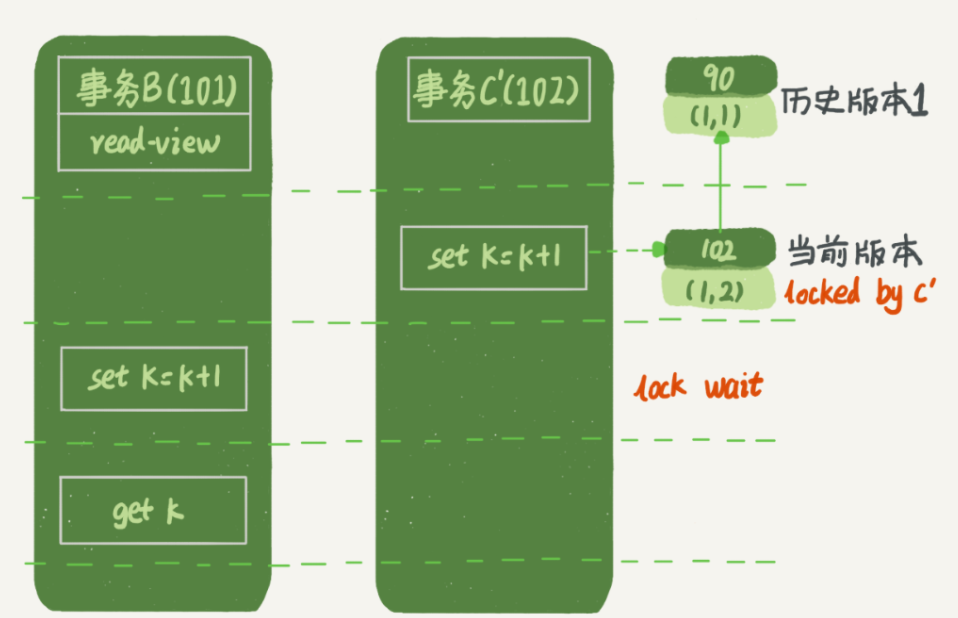 事务B(101)
read-view
事务C'(102)
90
(1,1)
历史版本1
set k=k+1
102
(1,2)
当前版本
locked by c'
set k=k+1
lock wait
get k